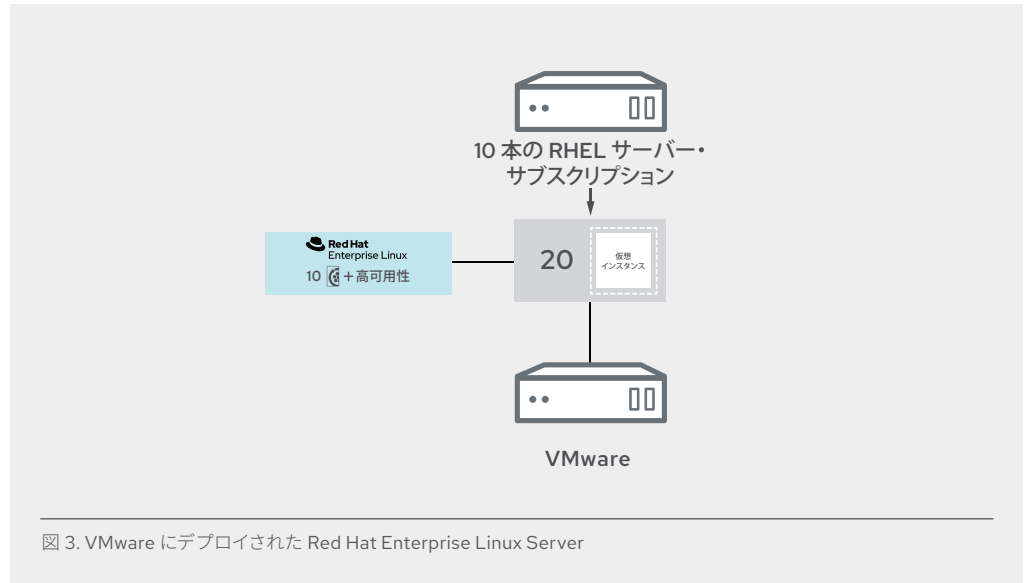 10 本の RHEL サーバー・
サブスクリプション
Red Hat
Enterprise Linux
10 +高可用性
20
仮想
インスタンス
VMware
図 3. VMware にデプロイされた Red Hat Enterprise Linux Server